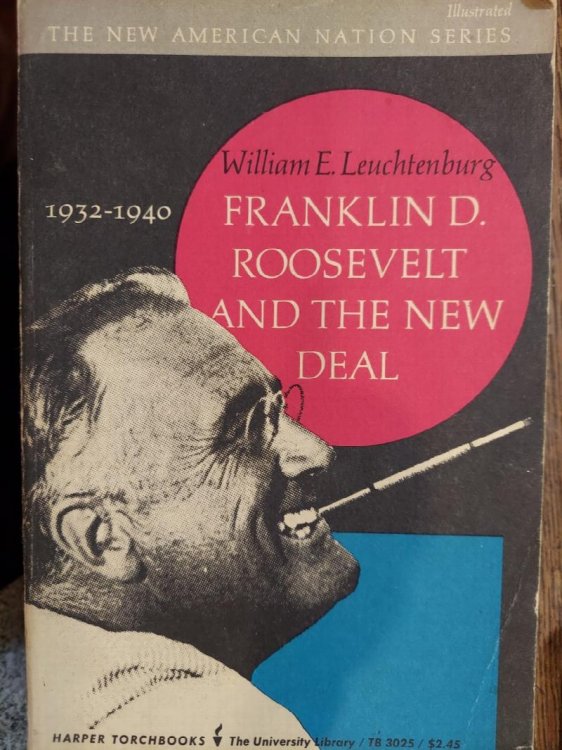 Illustrated
THE NEW AMERICAN NATION SERIES
William E. Leuchtenburg
1932-1940
FRANKLIN D.
ROOSEVELT
AND THE NEW
DEAL
HARPER TORCHBOOKS The University Library / TB 3025 / $2.45